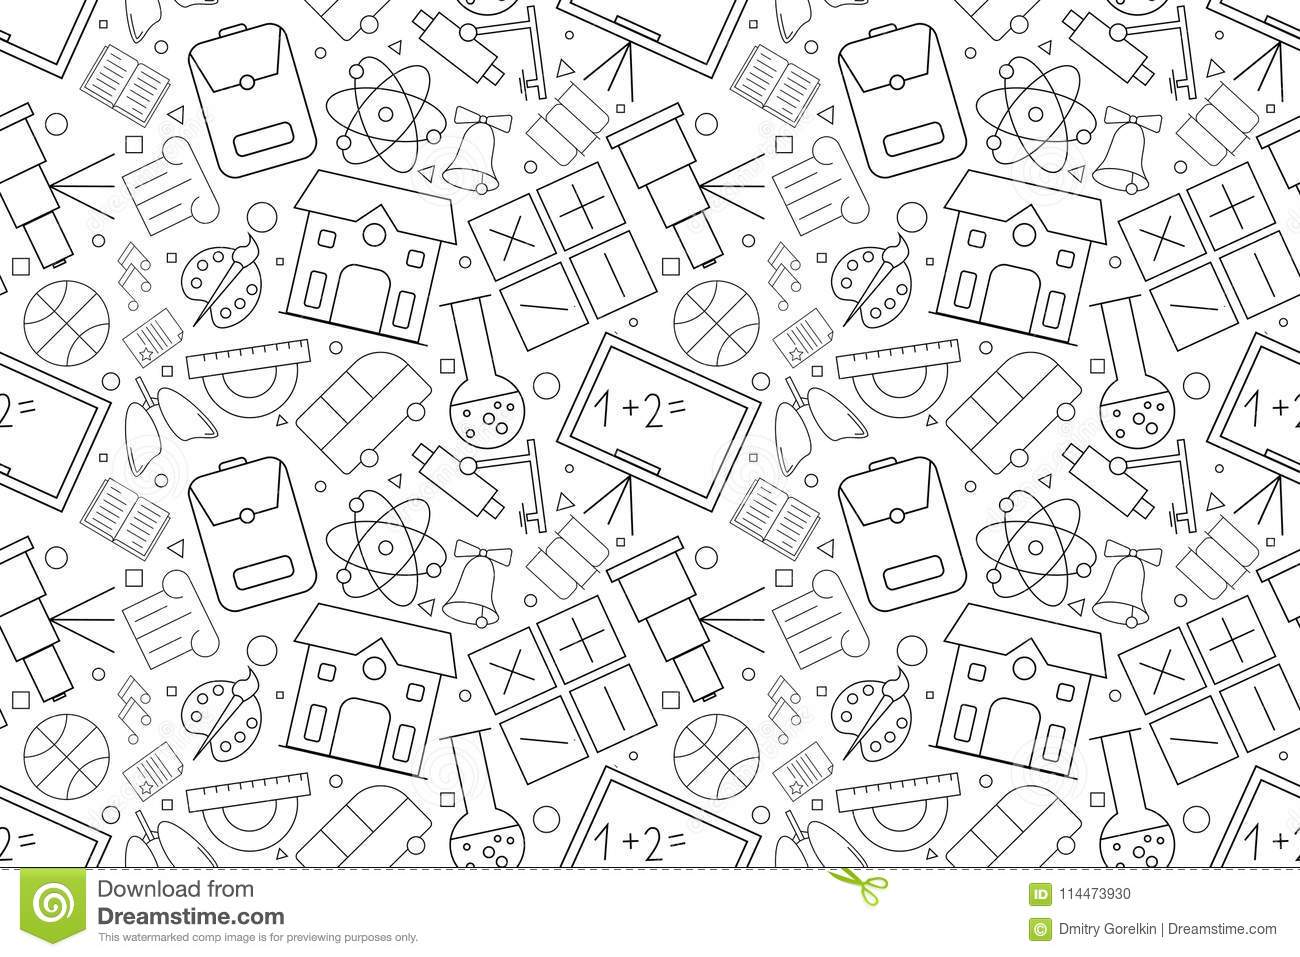 2=
1+2=
1+2
2=
1+2=
1+2
Download from
Dreamstime.com
This watermarked comp image is for previewing purposes only.
ID 114473930
© Dmitry Gorelkin | Dreamstime.com